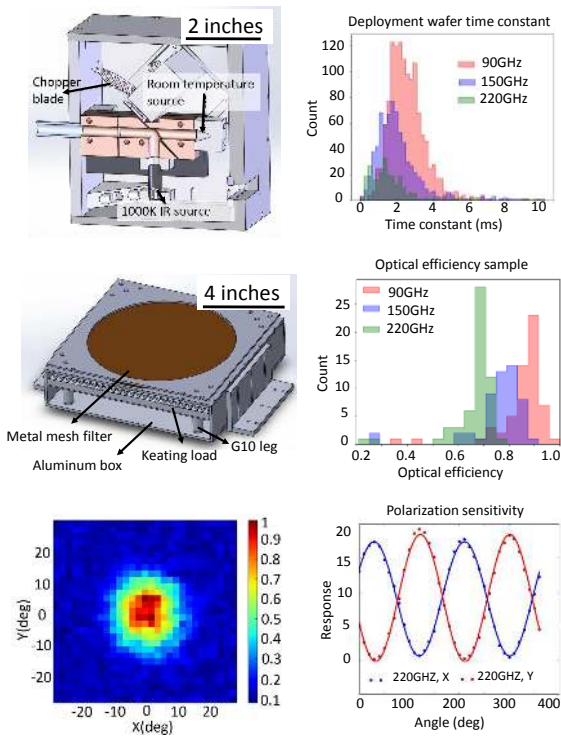 2 inches
Chopper
blade
Room temperature
source
1000K IR source
Deployment wafer time constant
Count
120
100
80
60
40
20
0
90GHz
150GHz
220GHz
0 2 4 6 8 10
Time constant (ms)
4 inches
Metal mesh filter
Aluminum box
Keating load
G10 leg
Optical efficiency sample
Count
25
20
15
10
5
0
90GHz
150GHz
220GHz
0.2 0.4 0.6 0.8 1.0
Optical efficiency
Y(deg)
30
20
10
0
-10
-20
-20 -10 0 10 20
X(deg)
1
0.9
0.8
0.7
0.6
0.5
0.4
0.3
0.2
0.1
Polarization sensitivity
Response
20
15
10
5
0
220GHZ, X 220GHZ, Y
0 100 200 300 400
Angle (deg)